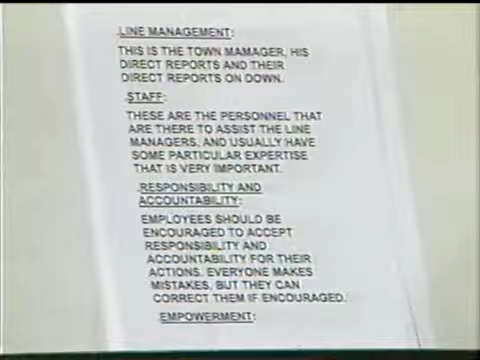 .LINE MANAGEMENT:
THIS IS THE TOWN MAMAGER, HIS
DIRECT REPORTS AND THEIR
DIRECT REPORTS ON DOWN.
.STAFF:
THESE ARE THE PERSONNEL THAT
ARE THERE TO ASSIST THE LINE
MANAGERS, AND USUALLY HAVE
SOME PARTICULAR EXPERTISE
THAT IS VERY IMPORTANT.
.RESPONSIBILITY AND
ACCOUNTABILITY:
EMPLOYEES SHOULD BE
ENCOURAGED TO ACCEPT
RESPONSIBILITY AND
ACCOUNTABILITY FOR THEIR
ACTIONS. EVERYONE MAKES
MISTAKES, BUT THEY CAN
CORRECT THEM IF ENCOURAGED.
.EMPOWERMENT: